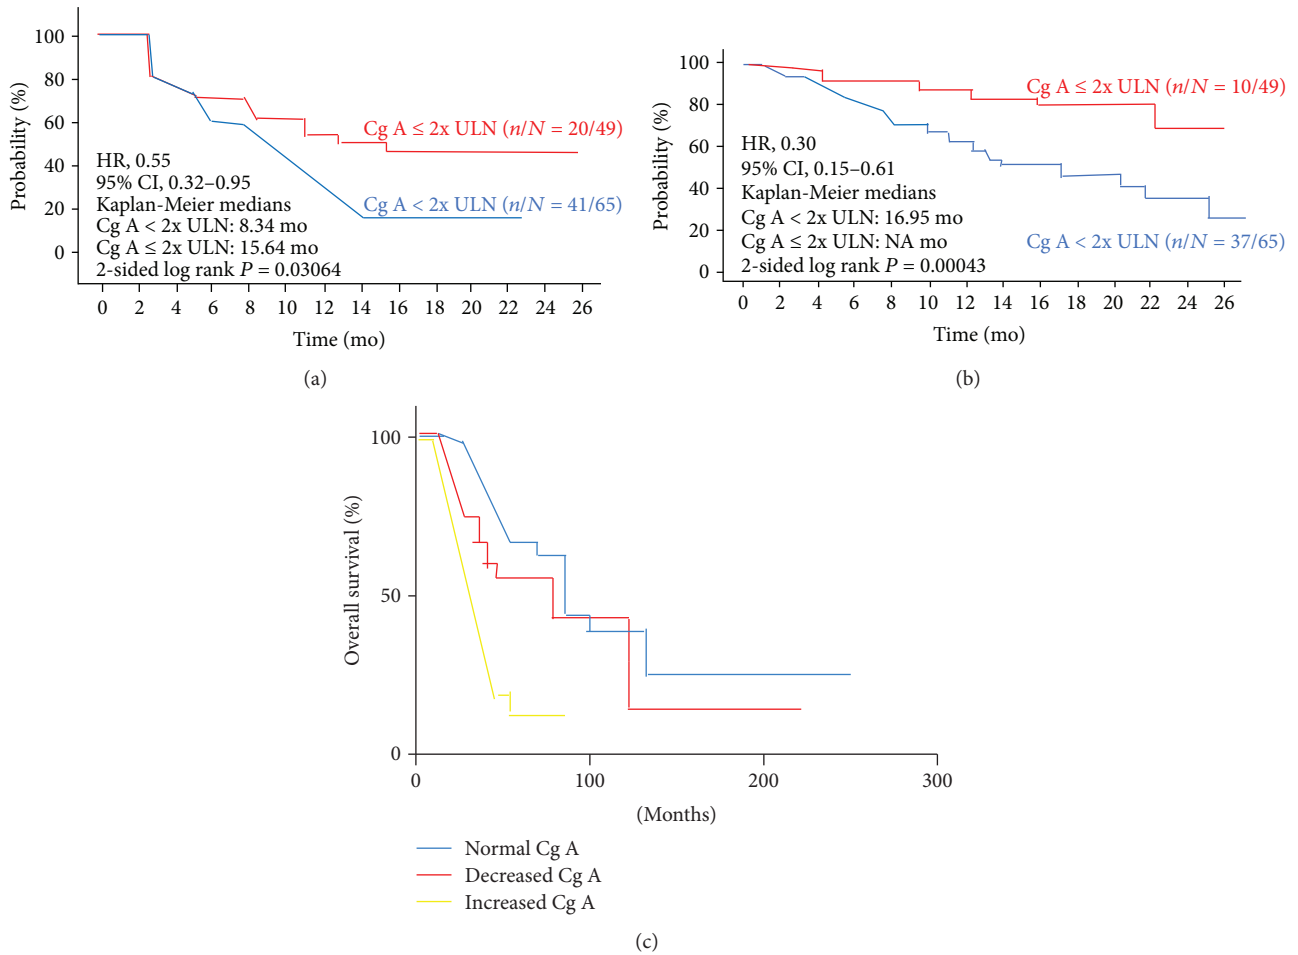 100
80
60
40
20
0
Probability (%)
Cg A ≤ 2x ULN (n/N = 20/49)
HR, 0.55
95% CI, 0.32–0.95
Kaplan-Meier medians
Cg A < 2x ULN (n/N = 41/65)
Cg A < 2x ULN: 8.34 mo
Cg A ≤ 2x ULN: 15.64 mo
2-sided log rank P = 0.03064
0 2 4 6 8 10 12 14 16 18 20 22 24 26
Time (mo)
(a)
100
80
60
40
20
0
Probability (%)
Cg A ≤ 2x ULN (n/N = 10/49)
HR, 0.30
95% CI, 0.15–0.61
Kaplan-Meier medians
Cg A < 2x ULN: 16.95 mo
Cg A ≤ 2x ULN: NA mo
Cg A < 2x ULN (n/N = 37/65)
2-sided log rank P = 0.00043
0 2 4 6 8 10 12 14 16 18 20 22 24 26
Time (mo)
(b)
100
50
0
Overall survival (%)
0 100 200 300
(Months)
Normal Cg A
Decreased Cg A
Increased Cg A
(c)